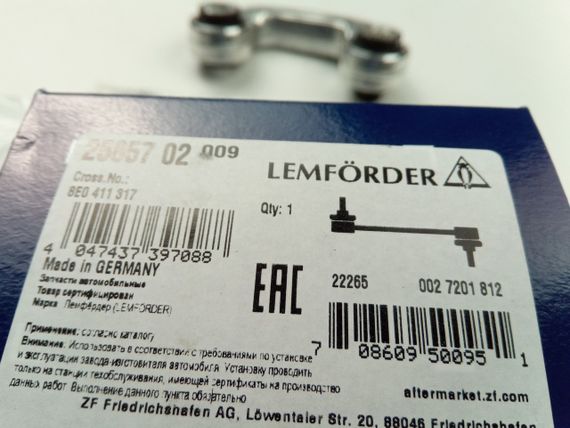 25657 02 009
LEMFÖRDER
Cross.No.:
8E0 411 317
Qty: 1
4 047437 397088
Made in GERMANY
Запчасти автомобильные
Товар сертифицирован
Марка Лемфёрдер (LEMFÖRDER)
EAC
22265 002 7201 812
7 08609 50095 1
Применение: согласно каталогу
Внимание: Использовать в соответствии с требованиями по установке
и эксплуатации завода-изготовителя автомобиля. Установку проводить
только на станции техобслуживания, имеющей сертификаты на производство
данных работ. Выполнение данного пункта обязательно
aftermarket.zf.com
ZF Friedrichshafen AG, Löwentaler Str. 20, 88046 Friedrichshafen